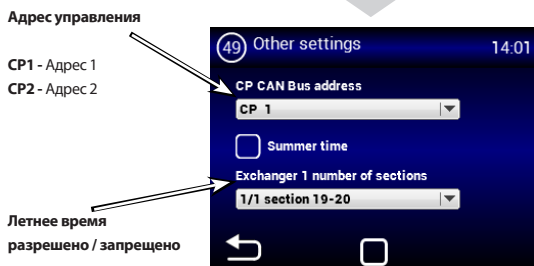 Адрес управления
CP1 - Адрес 1
CP2 - Адрес 2
Летнее время
разрешено / запрещено
49 Other settings 14:01
CP CAN Bus address
CP 1
Summer time
Exchanger 1 number of sections
1/1 section 19-20